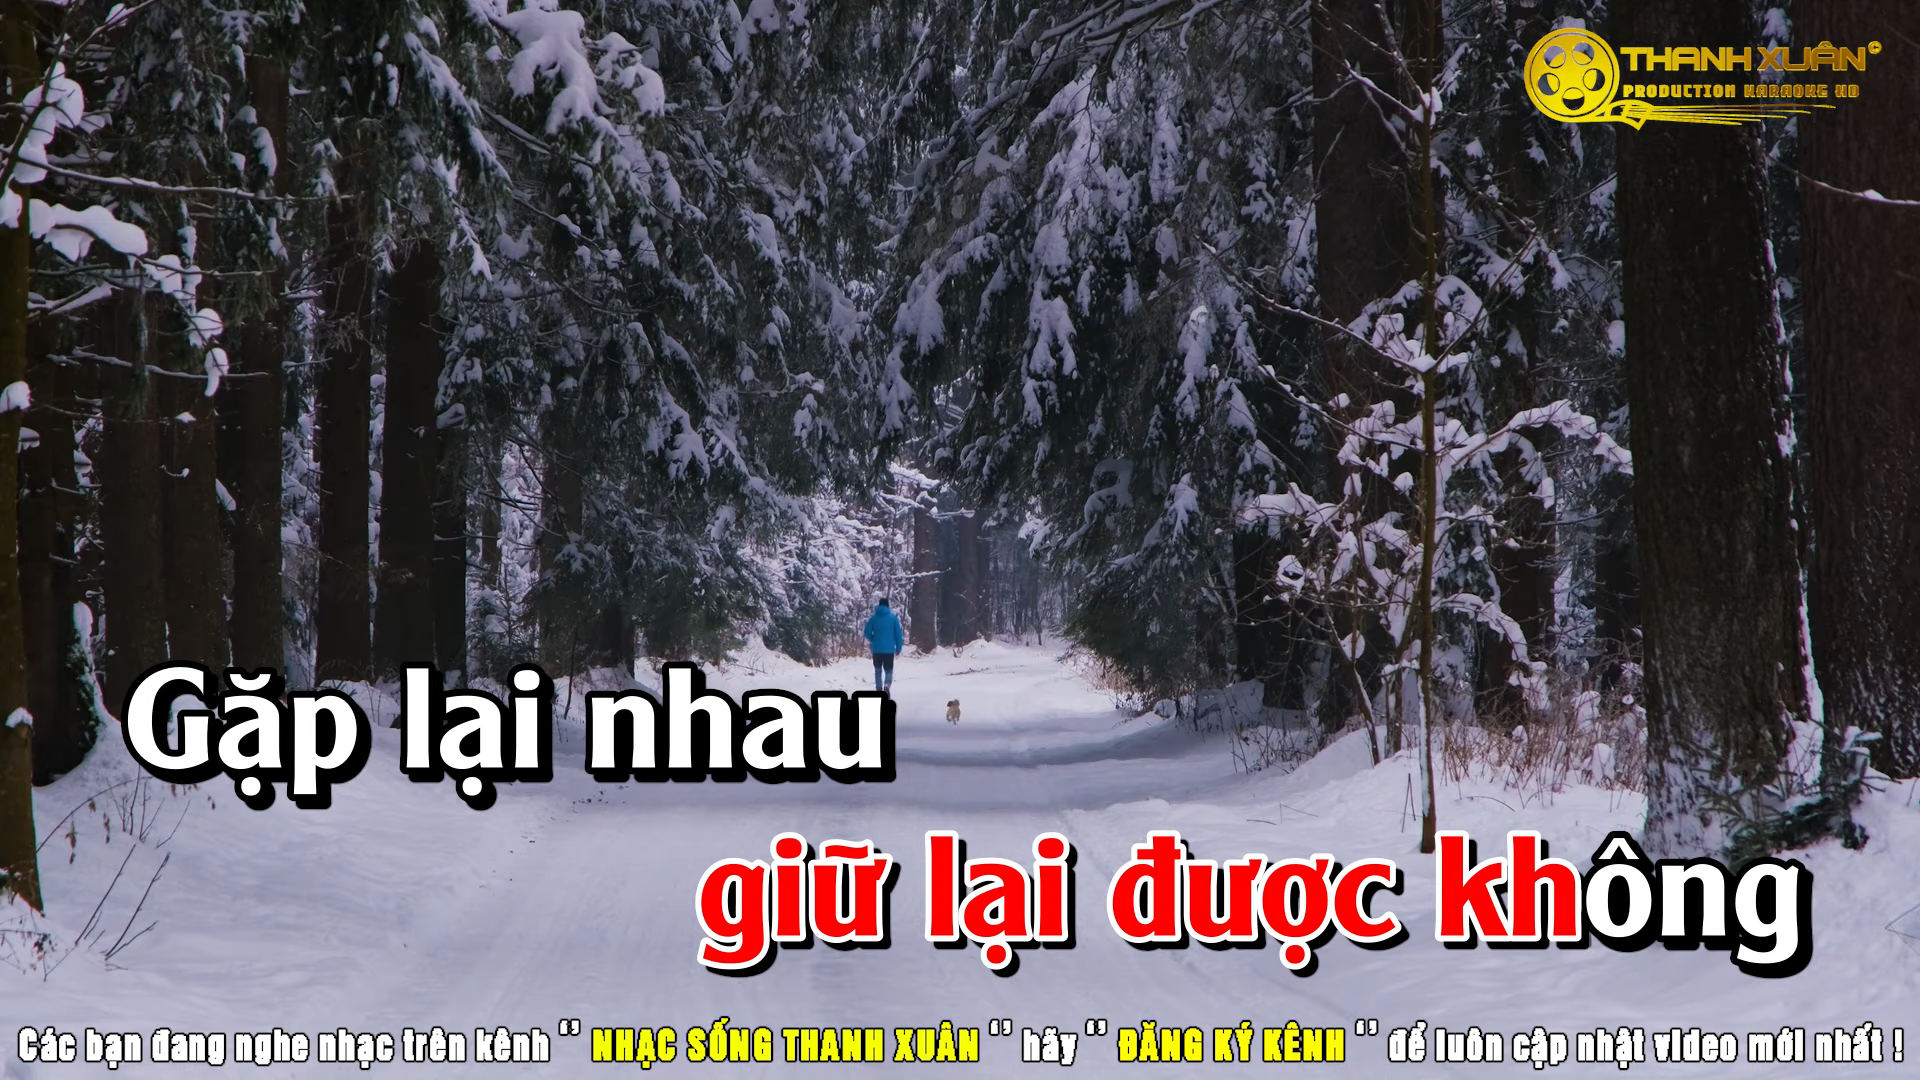 THANH XUÂN©
PRODUCTION KARAOKE HD
Gặp lại nhau
giữ lại được không
Các bạn đang nghe nhạc trên kênh “ NHẠC SỐNG THANH XUÂN “ hãy “ ĐĂNG KÝ KÊNH “ để luôn cập nhật video mới nhất !